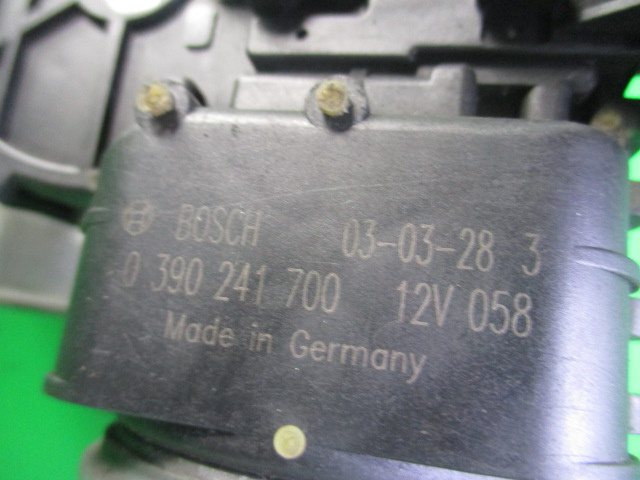 BOSCH 03-03-28 3
0 390 241 700 12V 058
Made in Germany